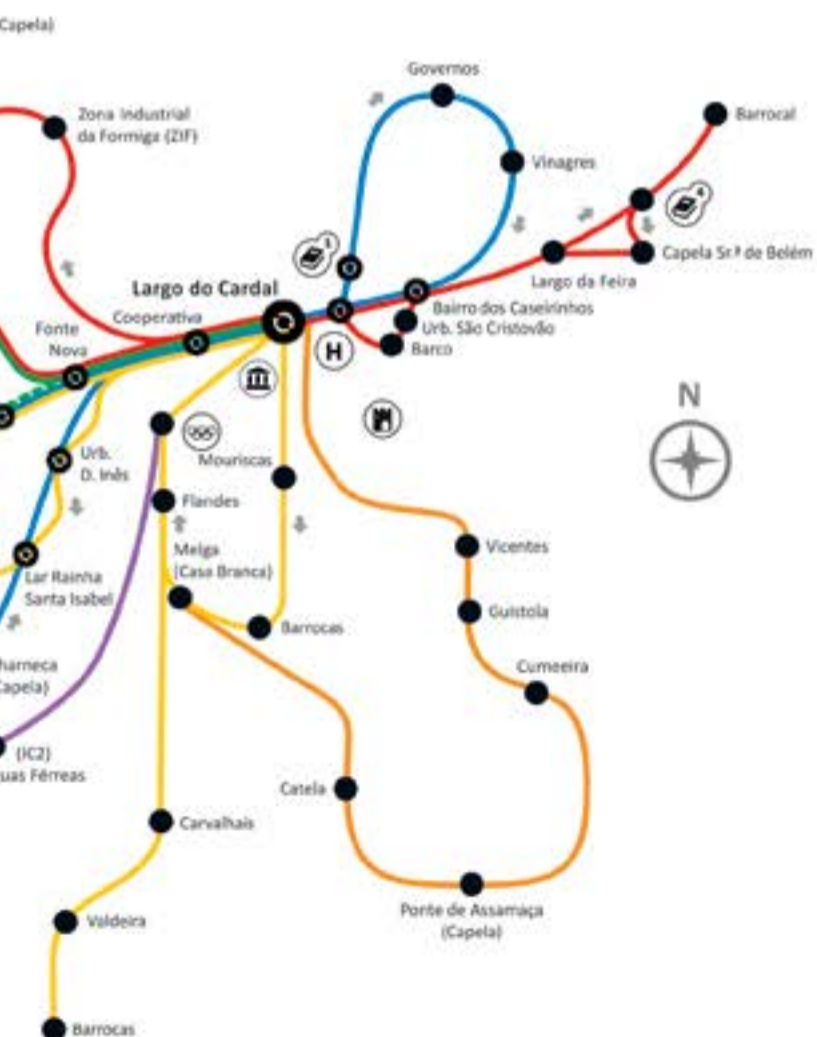 Capela)
Governos
Zona Industrial
da Formiga (ZIF)
Barrocal
4
Vinagres
1
Capela Sr.ª de Belém
Largo da Feira
Largo do Cardal
Cooperativa
Bairro dos Caseirinhos
Urb. São Cristovão
Fonte
Nova
H
Barco
N
Urb.
D. Inês
Mouriscas
Flandes
Melga
(Casa Branca)
Vicentes
Lar Rainha
Santa Isabel
Guistola
Barrocas
Cumeeira
harneca
Capela)
(IC2)
uas Férreas
Catela
Carvalhais
Ponte de Assamaça
(Capela)
Valdeira
Barrocas